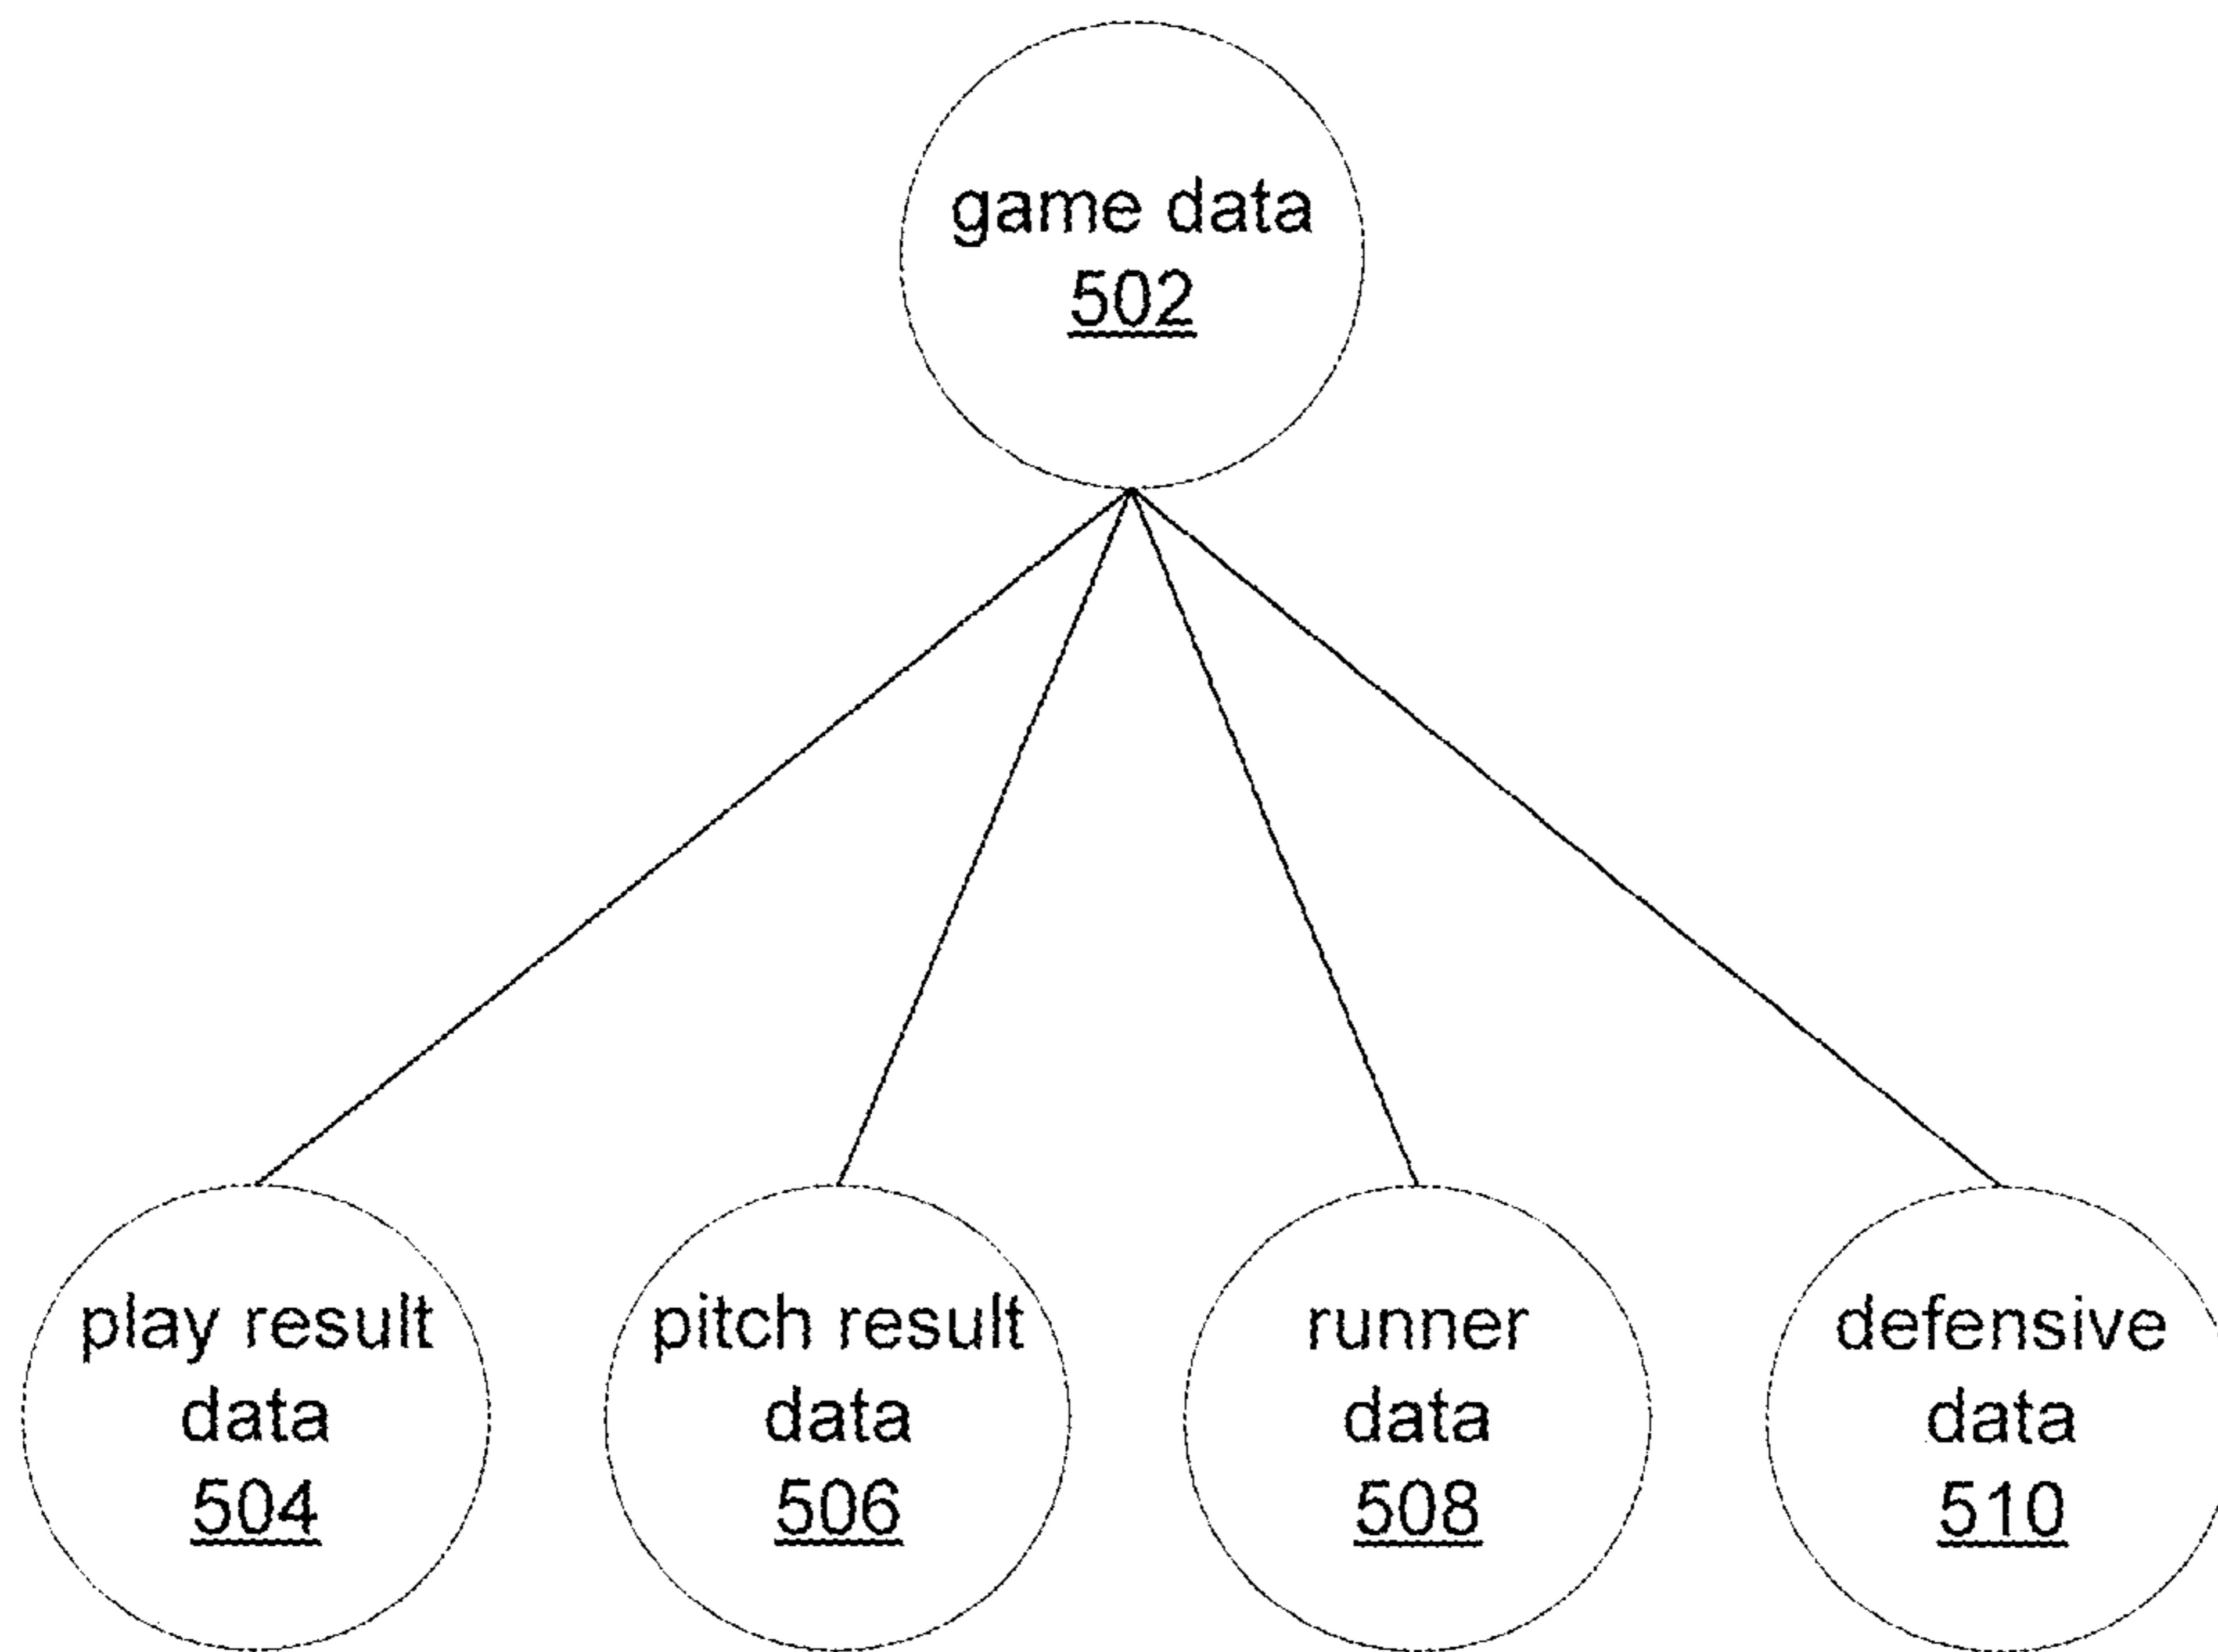 game data
502
play result
data
504
pitch result
data
506
runner
data
508
defensive
data
510